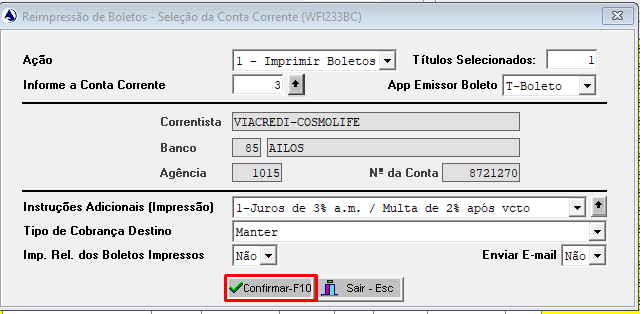 Reimpressão de Boletos - Seleção da Conta Corrente (WFI233BC)
Ação 1 - Imprimir Boletos Títulos Selecionados: 1
Informe a Conta Corrente 3 App Emissor Boleto T-Boleto
Correntista VIACREDI-COSMOLIFE
Banco 85 AILOS
Agência 1015 Nº da Conta 8721270
Instruções Adicionais (Impressão) 1-Juros de 3% a.m. / Multa de 2% após vcto
Tipo de Cobrança Destino Manter
Imp. Rel. dos Boletos Impressos Não Enviar E-mail Não
Confirmar-F10 Sair - Esc